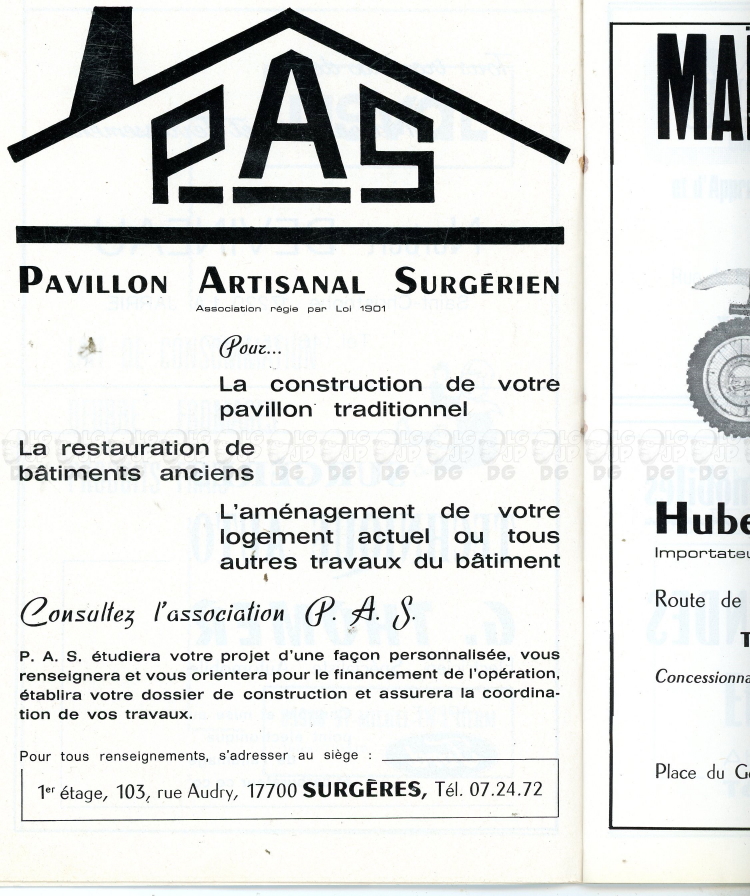 P.A.S
PAVILLON ARTISANAL SURGÉRIEN
Association régie par Loi 1901
Pour...
La construction de votre
pavillon traditionnel
La restauration de
bâtiments anciens
L'aménagement de votre
logement actuel ou tous
autres travaux du bâtiment
Consultez l'association P. A. S.
P. A. S. étudiera votre projet d'une façon personnalisée, vous
renseignera et vous orientera pour le financement de l'opération,
établira votre dossier de construction et assurera la coordina-
tion de vos travaux.
Pour tous renseignements, s'adresser au siège :
1er étage, 103, rue Audry, 17700 SURGÈRES, Tél. 07.24.72
MA
Hube
Importateu
Route de
T
Concessionna
Place du G